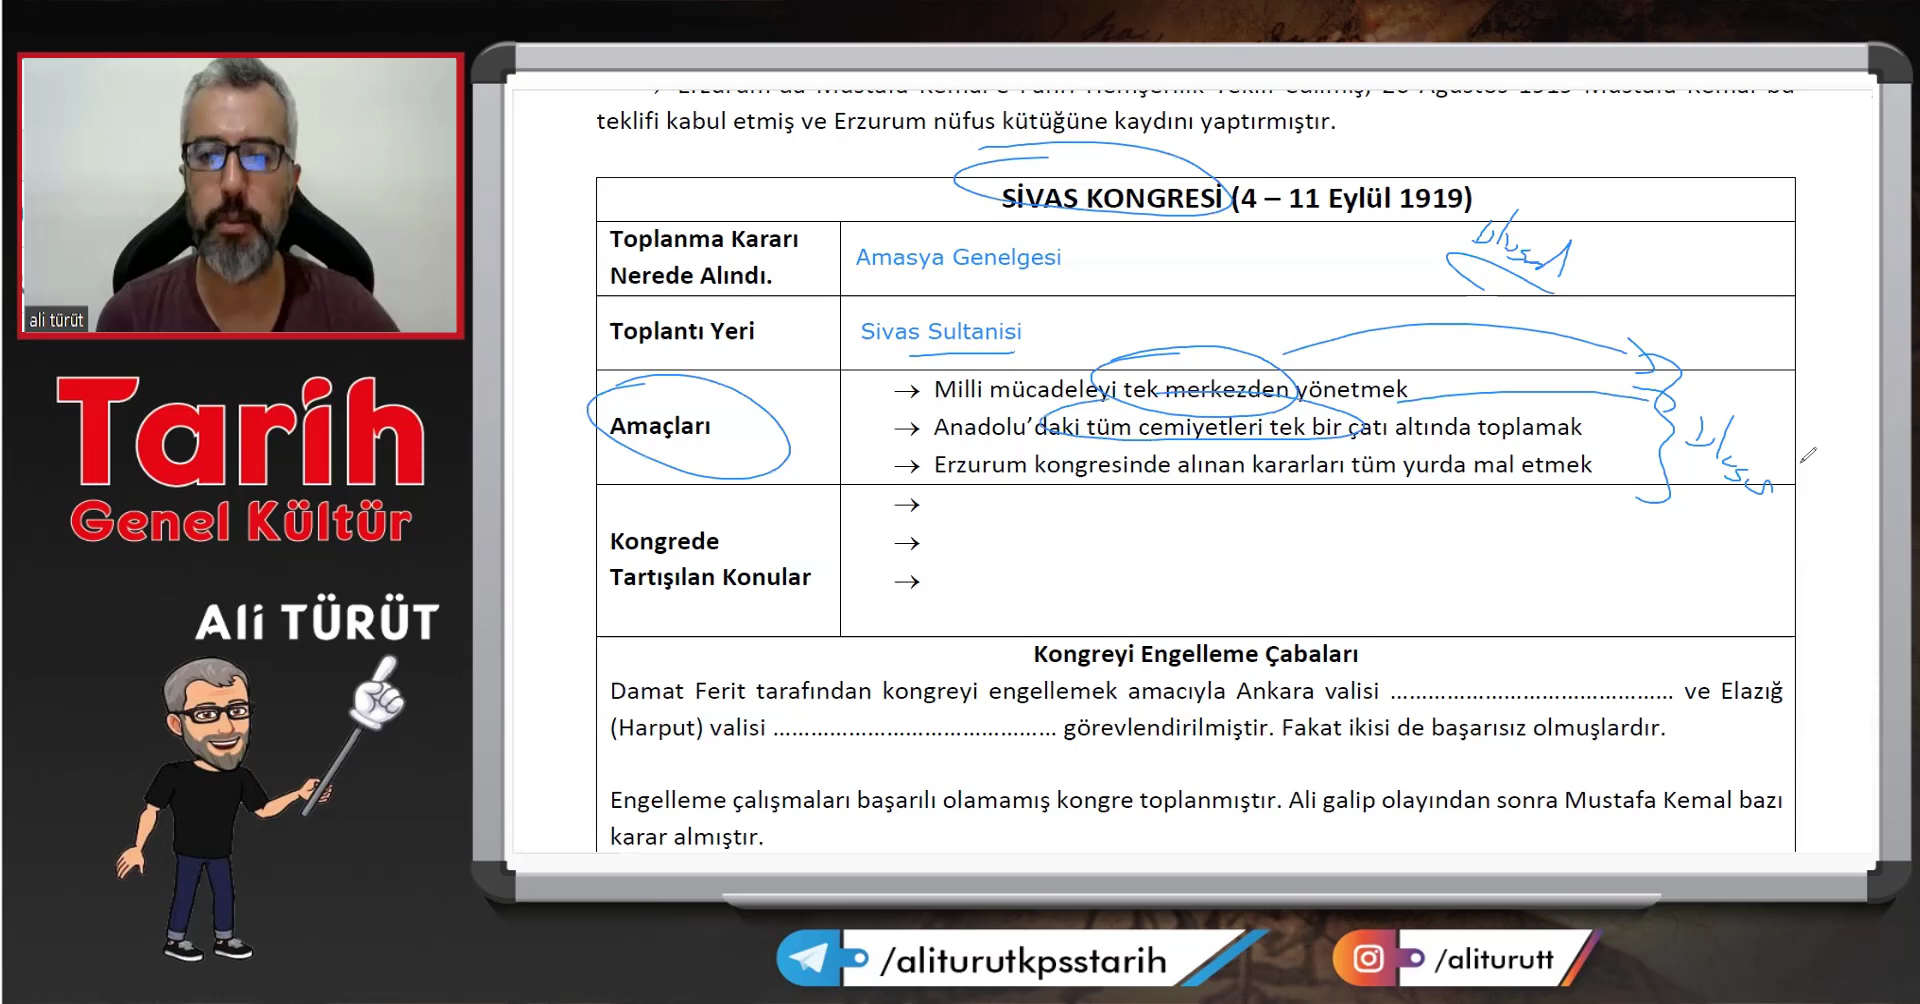 teklifi kabul etmiş ve Erzurum nüfus kütüğüne kaydını yaptırmıştır.
SİVAS KONGRESİ (4 – 11 Eylül 1919)
Toplanma Kararı
Nerede Alındı.
Amasya Genelgesi
ulusal
Toplantı Yeri
Sivas Sultanisi
Amaçları
→ Milli mücadeleyi tek merkezden yönetmek
→ Anadolu'daki tüm cemiyetleri tek bir çatı altında toplamak
→ Erzurum kongresinde alınan kararları tüm yurda mal etmek
Kongrede
Tartışılan Konular
→
→
→
Kongreyi Engelleme Çabaları
Damat Ferit tarafından kongreyi engellemek amacıyla Ankara valisi ........................................... ve Elazığ
(Harput) valisi ........................................... görevlendirilmiştir. Fakat ikisi de başarısız olmuşlardır.
Engelleme çalışmaları başarılı olamamış kongre toplanmıştır. Ali galip olayından sonra Mustafa Kemal bazı
karar almıştır.
ali türüt
Tarih
Genel Kültür
Ali TÜRÜT
/aliturutkpsstarih
/aliturutt